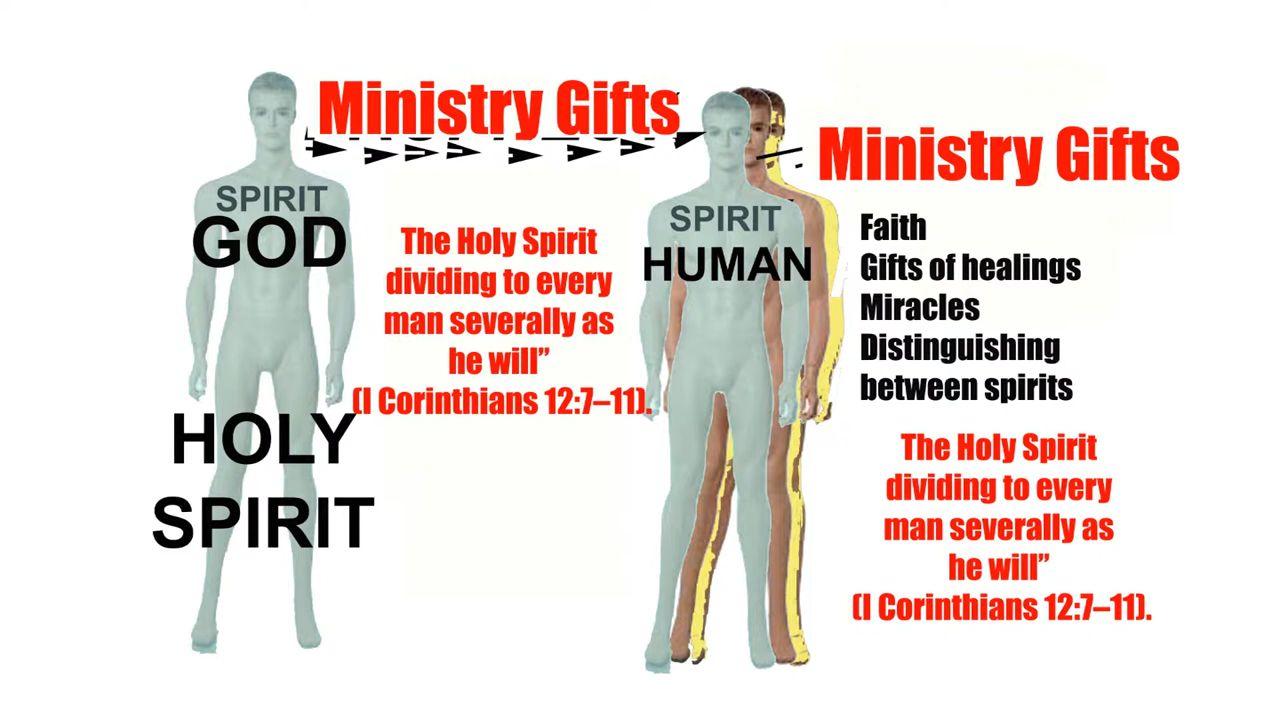 Ministry Gifts
SPIRIT
GOD
HOLY
SPIRIT
The Holy Spirit
dividing to every
man severally as
he will”
(I Corinthians 12:7–11).
SPIRIT
HUMAN
Ministry Gifts
Faith
Gifts of healings
Miracles
Distinguishing
between spirits
The Holy Spirit
dividing to every
man severally as
he will”
(I Corinthians 12:7–11).